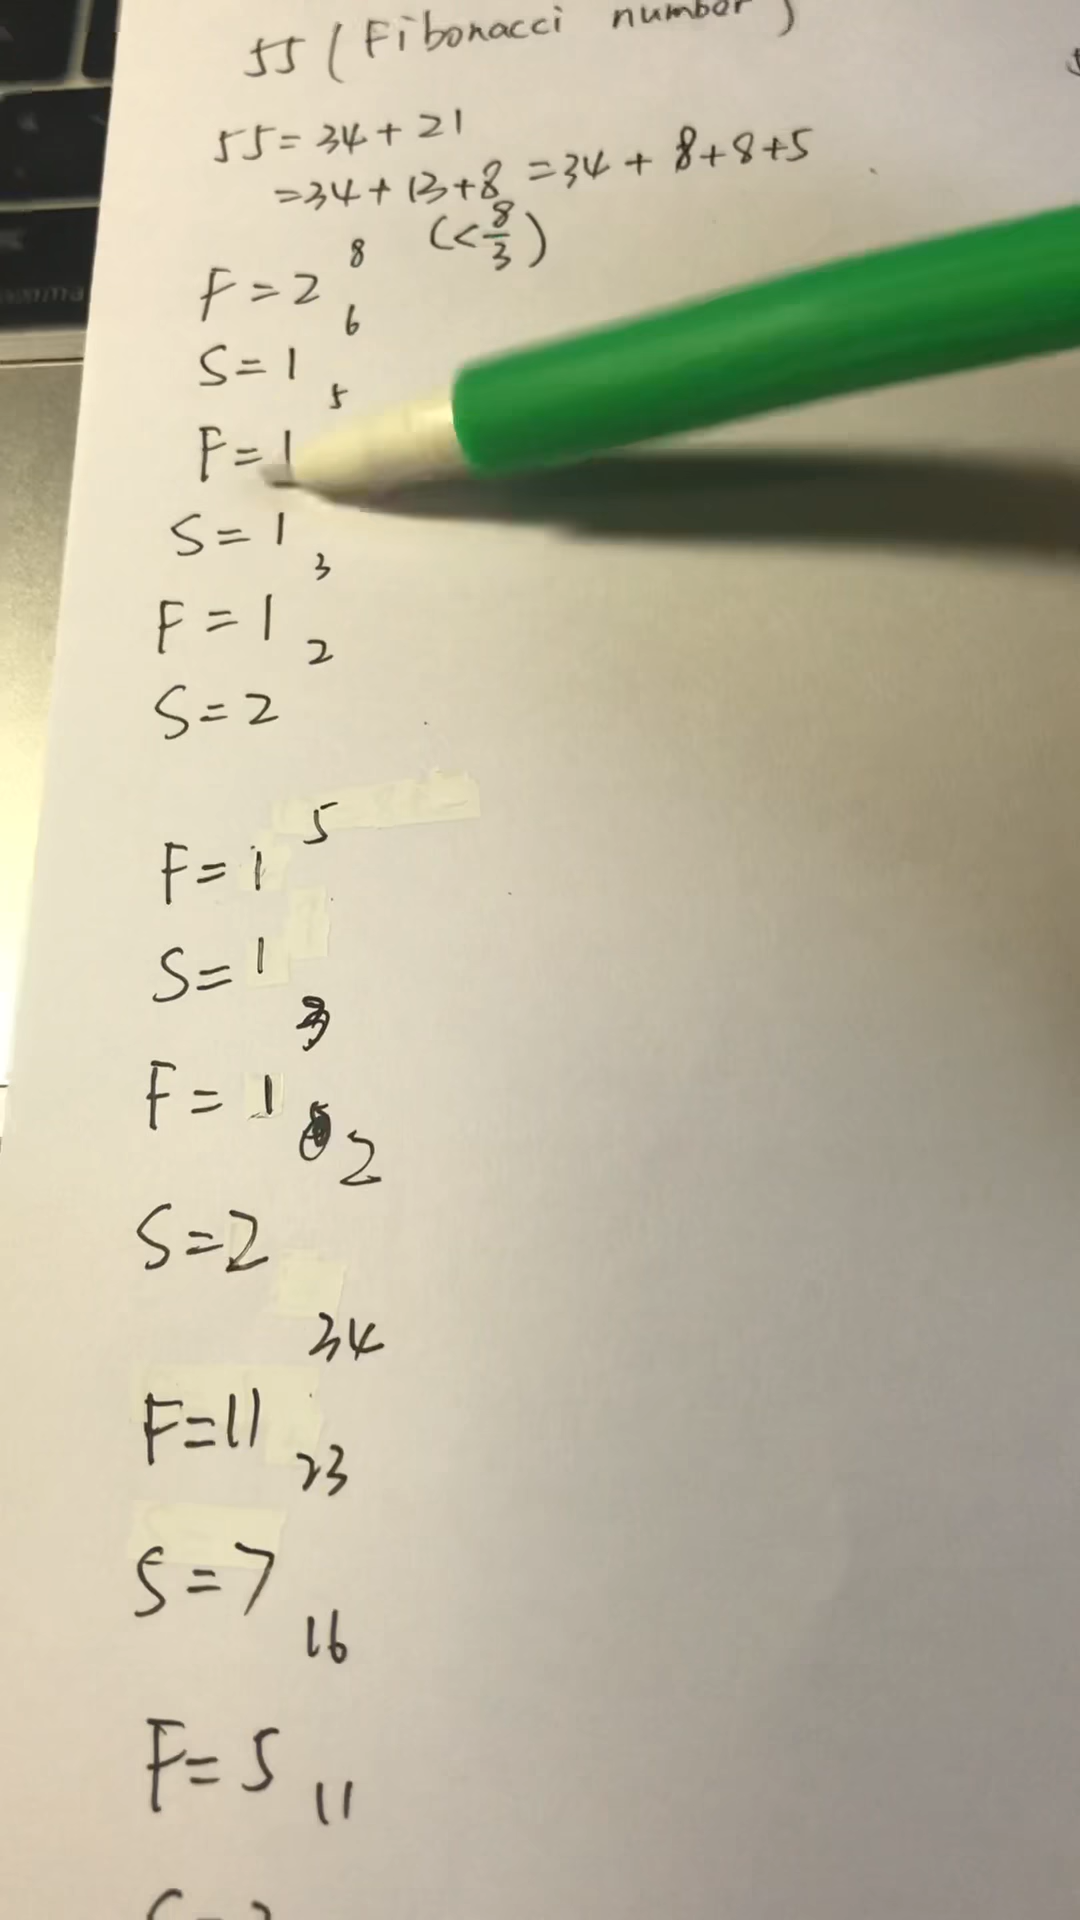 55 (Fibonacci number)
55 = 34 + 21
= 34 + 13 + 8 = 34 + 8 + 8 + 5
(< 8/3)
8
F = 2
6
S = 1
5
F = 1
S = 1
3
F = 1
2
S = 2
5
F = 1
S = 1
3
F = 1
2
S = 2
34
F = 11
23
S = 7
16
F = 5
11